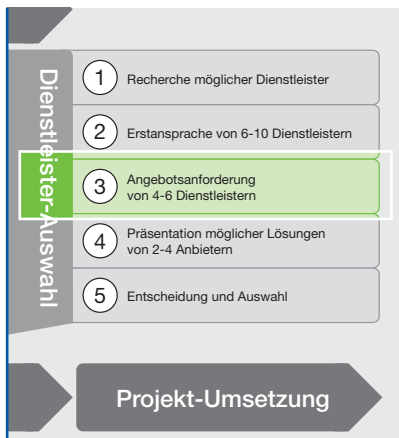 Dienstleister-Auswahl
1 Recherche möglicher Dienstleister
2 Erstansprache von 6-10 Dienstleistern
3 Angebotsanforderung
von 4-6 Dienstleistern
4 Präsentation möglicher Lösungen
von 2-4 Anbietern
5 Entscheidung und Auswahl
Projekt-Umsetzung